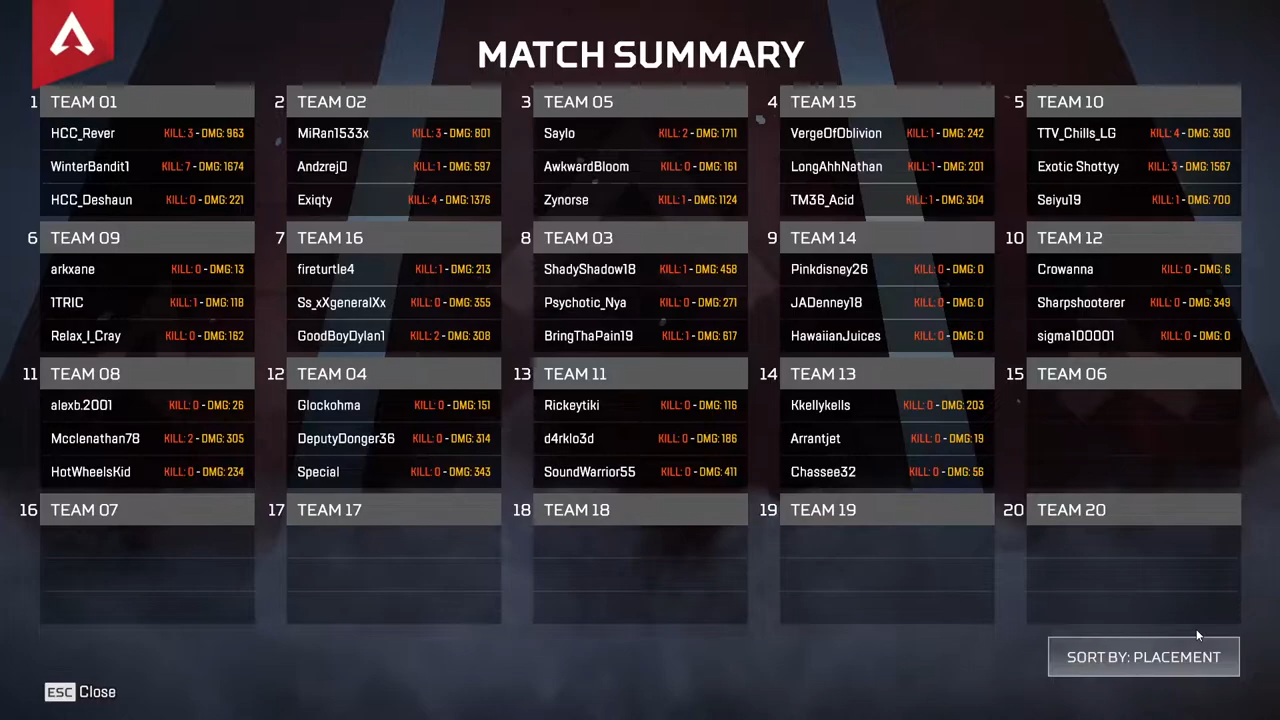 MATCH SUMMARY
1 TEAM 01
HCC_Rever KILL: 3 - DMG: 963
WinterBandit1 KILL: 7 - DMG: 1674
HCC_Deshaun KILL: 0 - DMG: 221
2 TEAM 02
MiRan1533x KILL: 3 - DMG: 801
Andzrej0 KILL: 1 - DMG: 597
Exiqty KILL: 4 - DMG: 1376
3 TEAM 05
Saylo KILL: 2 - DMG: 1711
AwkwardBloom KILL: 0 - DMG: 161
Zynorse KILL: 1 - DMG: 1124
4 TEAM 15
VergeOfOblivion KILL: 1 - DMG: 242
LongAhhNathan KILL: 1 - DMG: 201
TM36_Acid KILL: 1 - DMG: 304
5 TEAM 10
TTV_Chills_LG KILL: 4 - DMG: 390
Exotic Shottyy KILL: 3 - DMG: 1567
Seiyu19 KILL: 1 - DMG: 700
6 TEAM 09
arkxane KILL: 0 - DMG: 13
1TRIC KILL: 1 - DMG: 118
Relax_I_Cray KILL: 0 - DMG: 162
7 TEAM 16
fireturtle4 KILL: 1 - DMG: 213
Ss_xXgeneralXx KILL: 0 - DMG: 355
GoodBoyDylan1 KILL: 2 - DMG: 308
8 TEAM 03
ShadyShadow18 KILL: 1 - DMG: 458
Psychotic_Nya KILL: 0 - DMG: 271
BringThaPain19 KILL: 1 - DMG: 617
9 TEAM 14
Pinkdisney26 KILL: 0 - DMG: 0
JADenney18 KILL: 0 - DMG: 0
HawaiianJuices KILL: 0 - DMG: 0
10 TEAM 12
Crowanna KILL: 0 - DMG: 6
Sharpshooterer KILL: 0 - DMG: 349
sigma100001 KILL: 0 - DMG: 0
11 TEAM 08
alexb.2001 KILL: 0 - DMG: 26
Mcclenathan78 KILL: 2 - DMG: 305
HotWheelsKid KILL: 0 - DMG: 234
12 TEAM 04
Glockohma KILL: 0 - DMG: 151
DeputyDonger36 KILL: 0 - DMG: 314
Special KILL: 0 - DMG: 343
13 TEAM 11
Rickeytiki KILL: 0 - DMG: 116
d4rklo3d KILL: 0 - DMG: 186
SoundWarrior55 KILL: 0 - DMG: 411
14 TEAM 13
Kkellykells KILL: 0 - DMG: 203
Arrantjet KILL: 0 - DMG: 19
Chassee32 KILL: 0 - DMG: 56
15 TEAM 06
16 TEAM 07
17 TEAM 17
18 TEAM 18
19 TEAM 19
20 TEAM 20
SORT BY: PLACEMENT
ESC Close